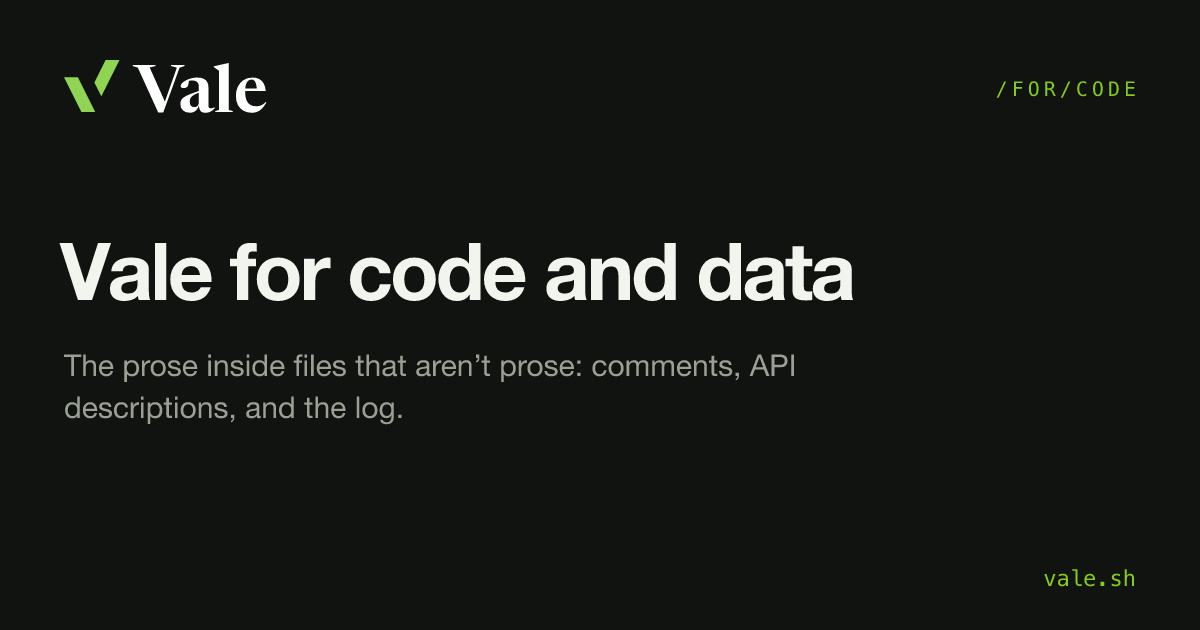 Vale
/FOR/CODE
Vale for code and data
The prose inside files that aren’t prose: comments, API
descriptions, and the log.
vale.sh